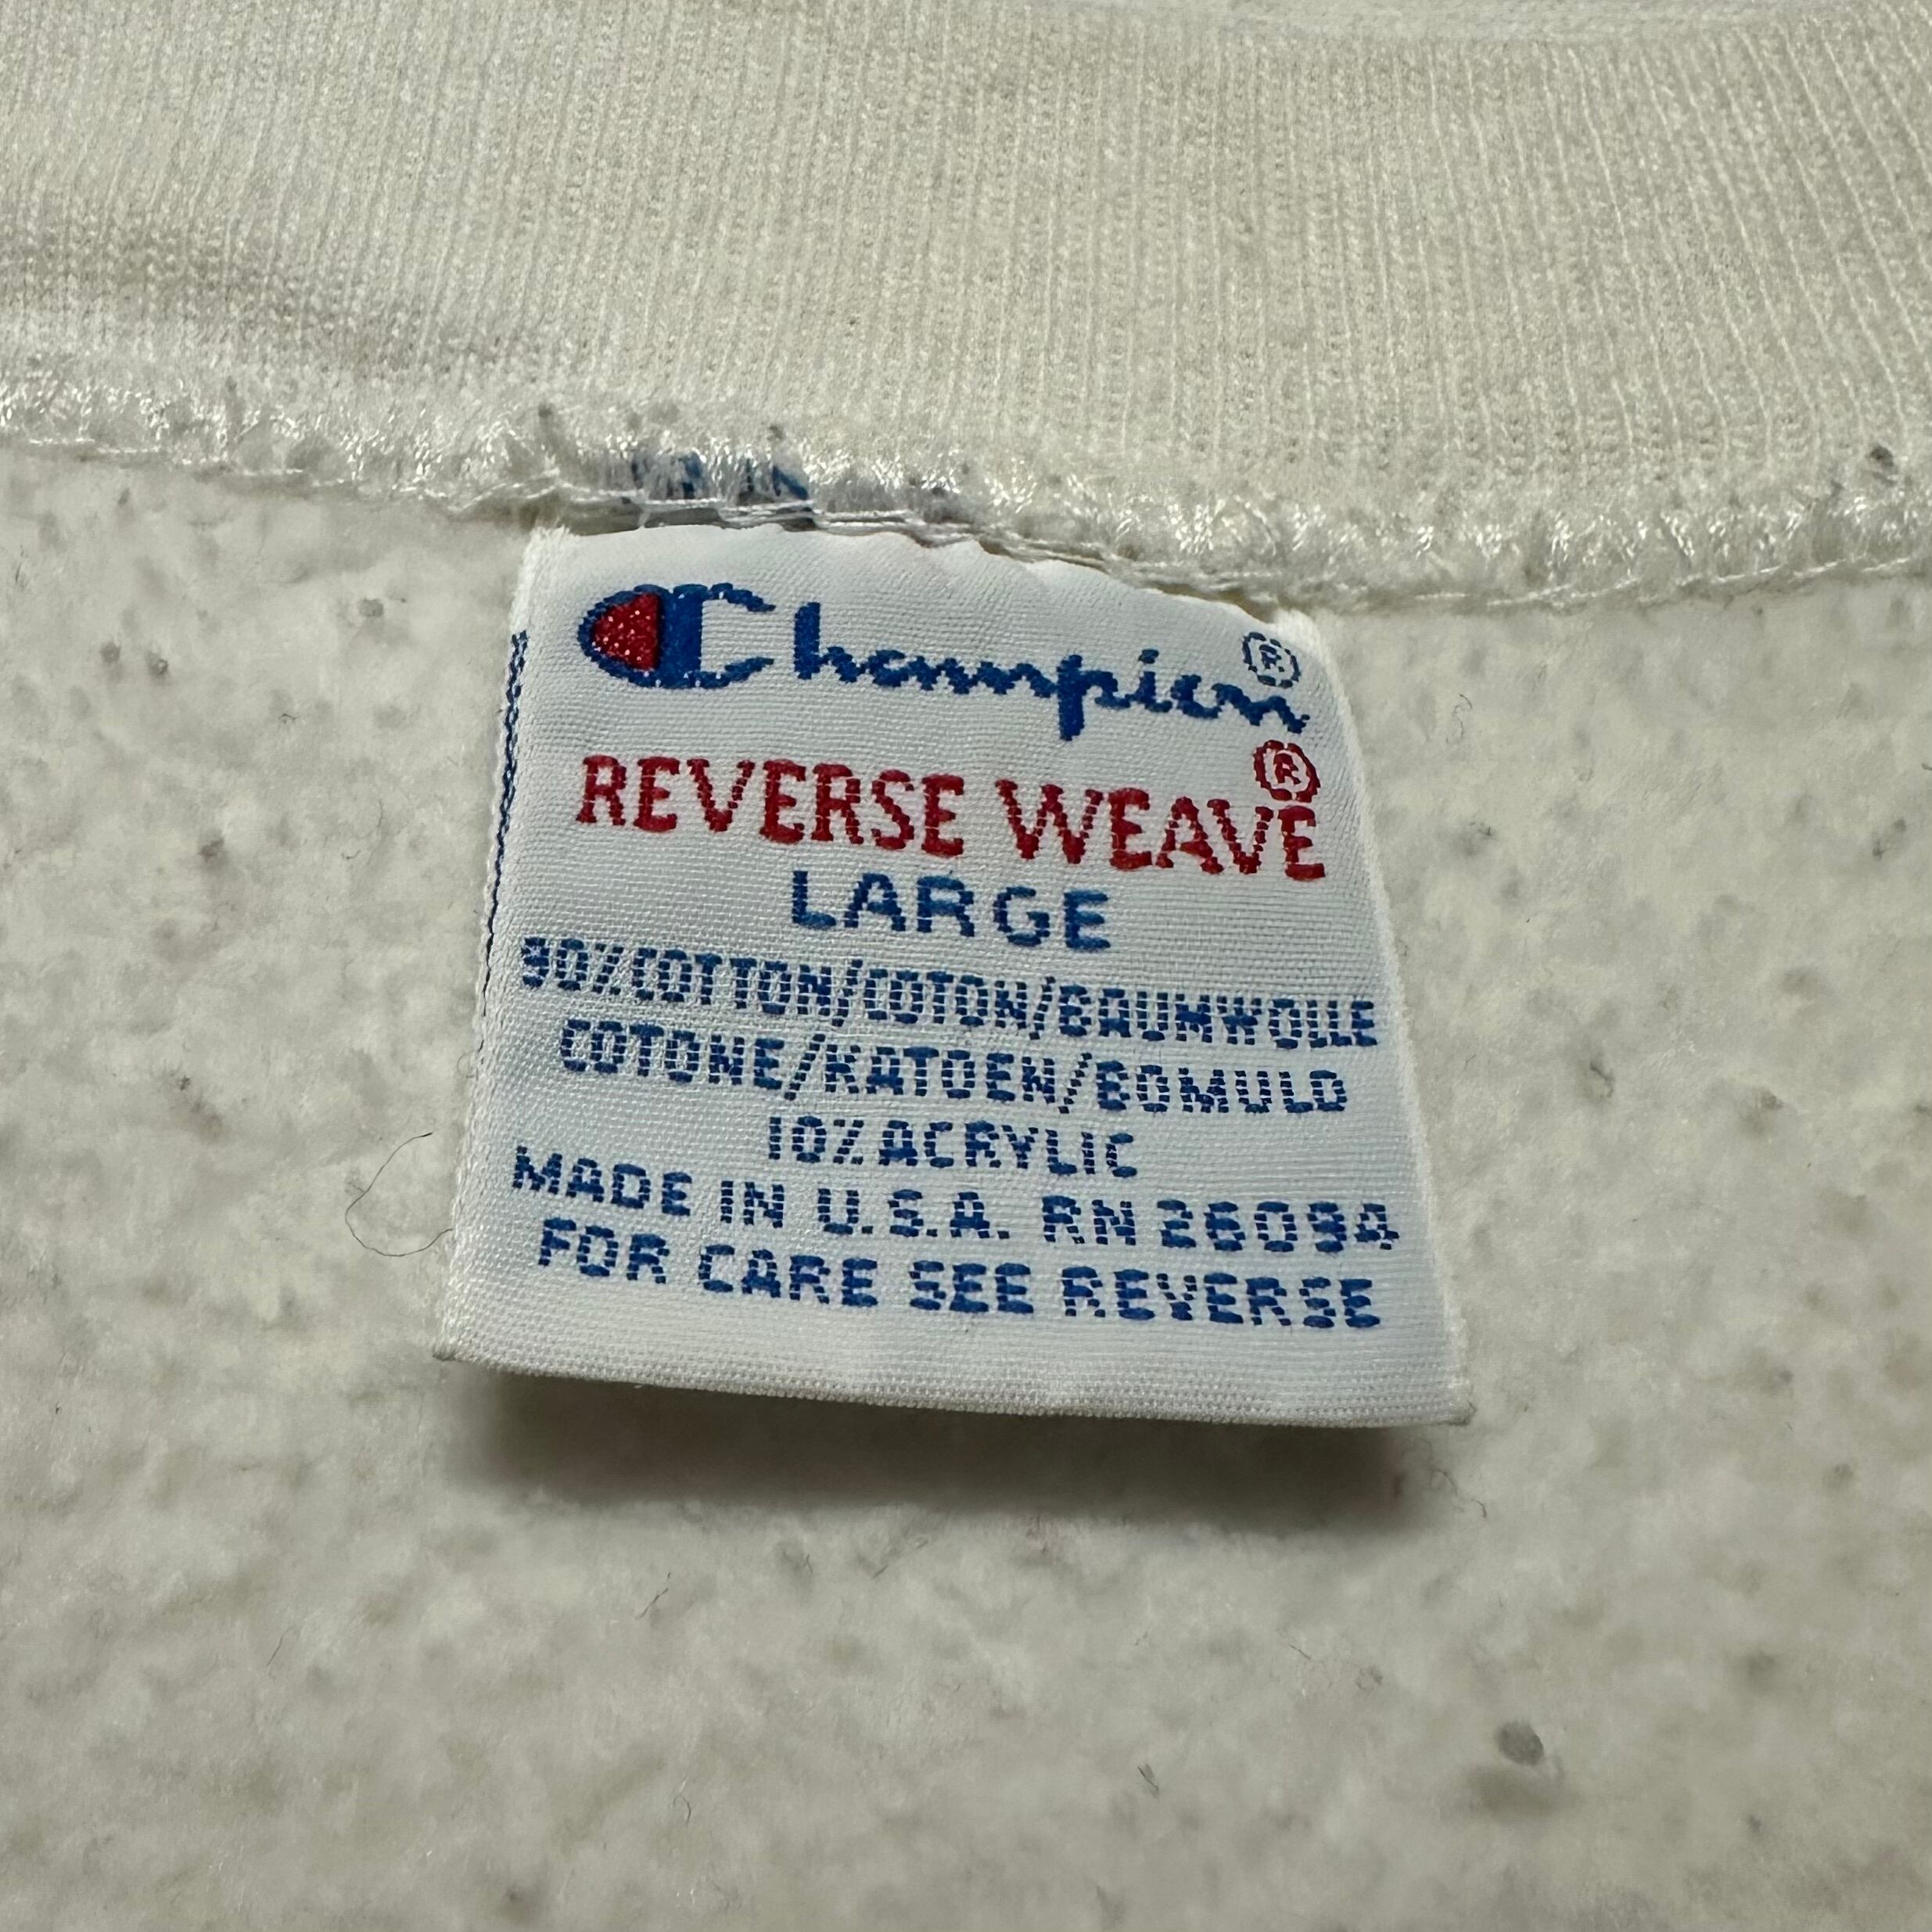 Champion®
REVERSE WEAVE®
LARGE
90% COTTON/COTON/BAUMWOLLE
COTONE/KATOEN/BOMULD
10% ACRYLIC
MADE IN U.S.A. RN 26094
FOR CARE SEE REVERSE